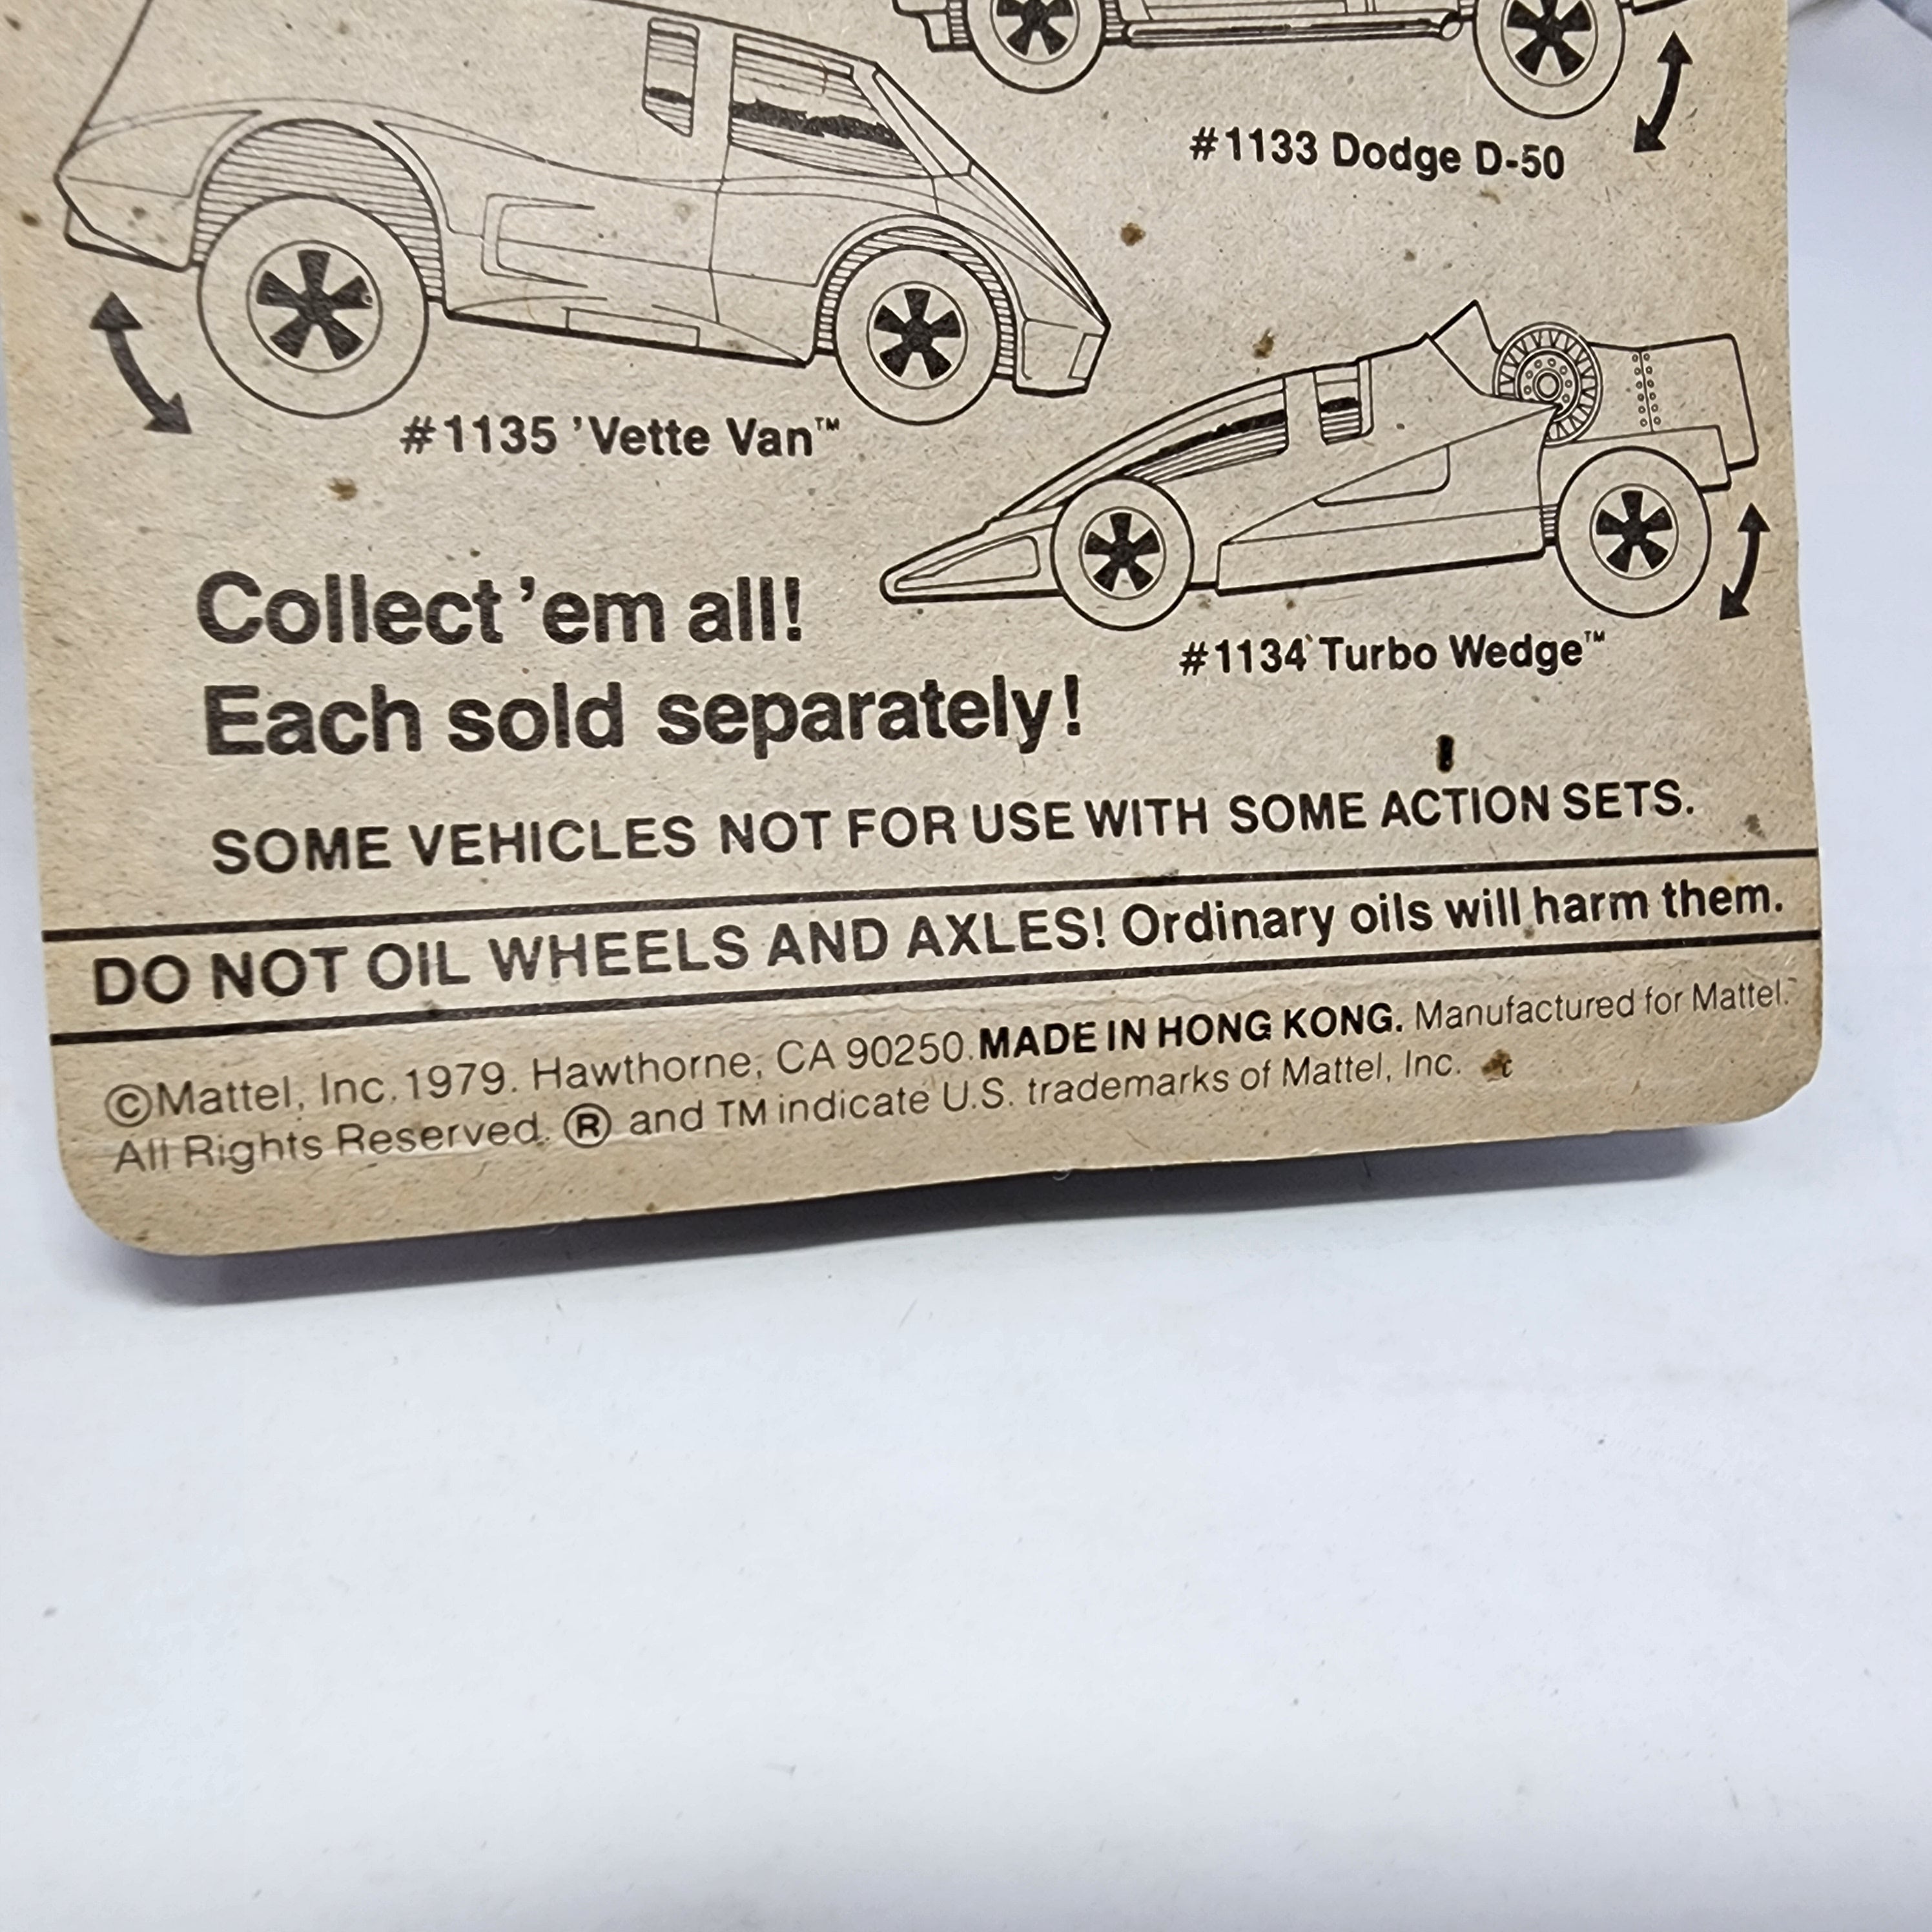 #1133 Dodge D-50
#1135 'Vette Van™
#1134 Turbo Wedge™
Collect 'em all!
Each sold separately!
SOME VEHICLES NOT FOR USE WITH SOME ACTION SETS.
DO NOT OIL WHEELS AND AXLES! Ordinary oils will harm them.
©Mattel, Inc. 1979. Hawthorne, CA 90250. MADE IN HONG KONG. Manufactured for Mattel.
All Rights Reserved. ® and TM indicate U.S. trademarks of Mattel, Inc.